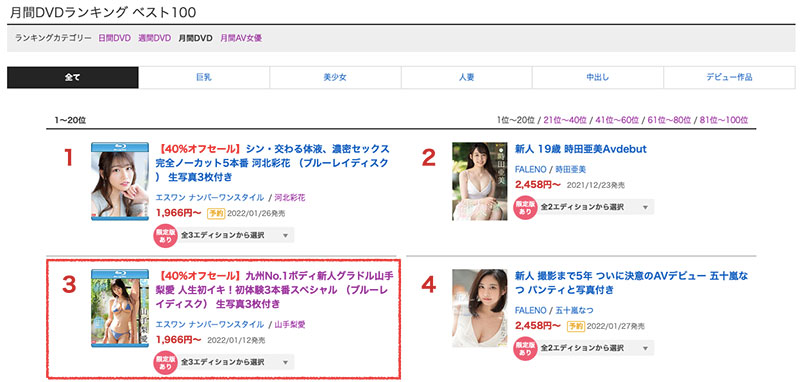 月間DVDランキング ベスト100
ランキングカテゴリー 日間DVD 週間DVD 月間DVD 月間AV女優
全て 巨乳 美少女 人妻 中出し デビュー作品
1〜20位 1位〜20位 / 21位〜40位 / 41位〜60位 / 61位〜80位 / 81位〜100位
1
【40%オフセール】シン・交わる体液、濃密セックス
完全ノーカット5本番 河北彩花 （ブルーレイディスク
） 生写真3枚付き
エスワン ナンバーワンスタイル / 河北彩花
1,966円〜 予約 2022/01/26発売
限定版
あり
全3エディションから選択
2
新人 19歳 時田亜美Avdebut
FALENO / 時田亜美
2,458円〜 2021/12/23発売
限定版
あり
全2エディションから選択
3
【40%オフセール】九州No.1ボディ新人グラドル山手
梨愛 人生初イキ！初体験3本番スペシャル （ブルーレ
イディスク） 生写真3枚付き
エスワン ナンバーワンスタイル / 山手梨愛
1,966円〜 2022/01/12発売
限定版
あり
全3エディションから選択
4
新人 撮影まで5年 ついに決意のAVデビュー 五十嵐な
つ パンティと写真付き
FALENO / 五十嵐なつ
2,458円〜 予約 2022/01/27発売
限定版
あり
全2エディションから選択